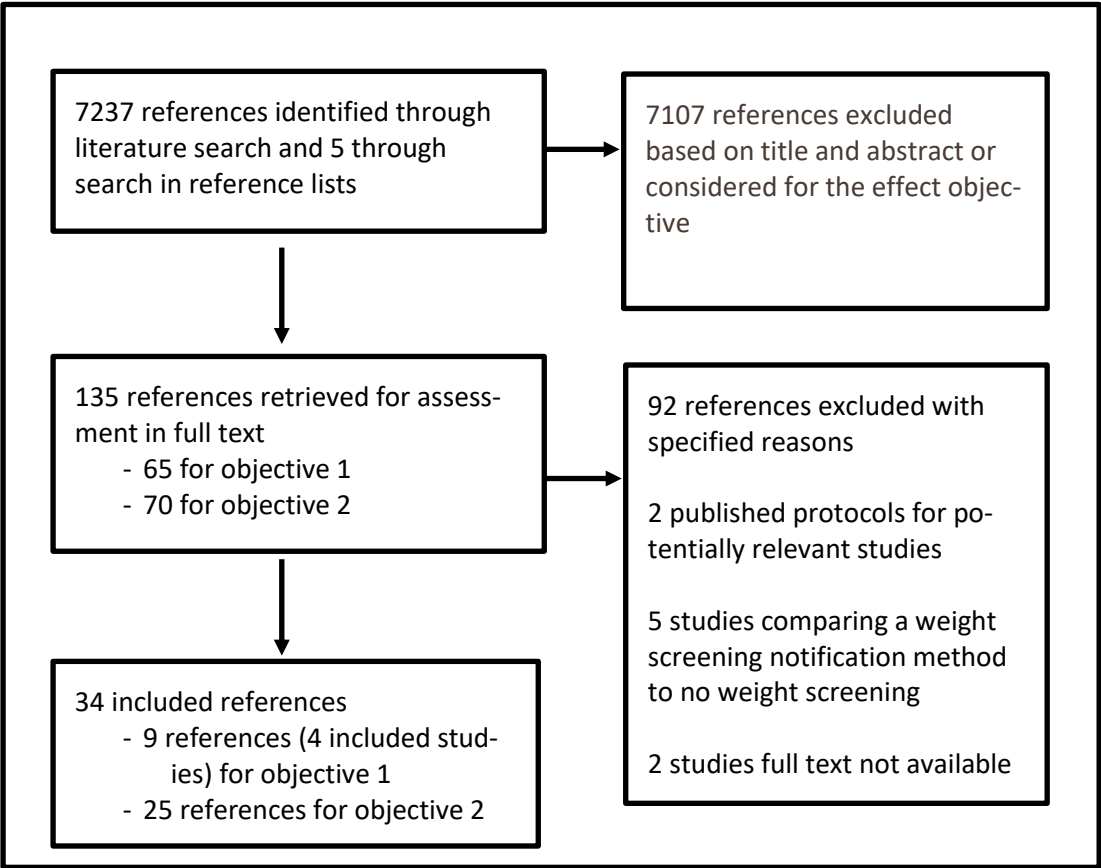 7237 references identified through
literature search and 5 through
search in reference lists
7107 references excluded
based on title and abstract or
considered for the effect objec-
tive
135 references retrieved for assess-
ment in full text
- 65 for objective 1
- 70 for objective 2
92 references excluded with
specified reasons
2 published protocols for po-
tentially relevant studies
5 studies comparing a weight
screening notification method
to no weight screening
2 studies full text not available
34 included references
- 9 references (4 included stud-
ies) for objective 1
- 25 references for objective 2